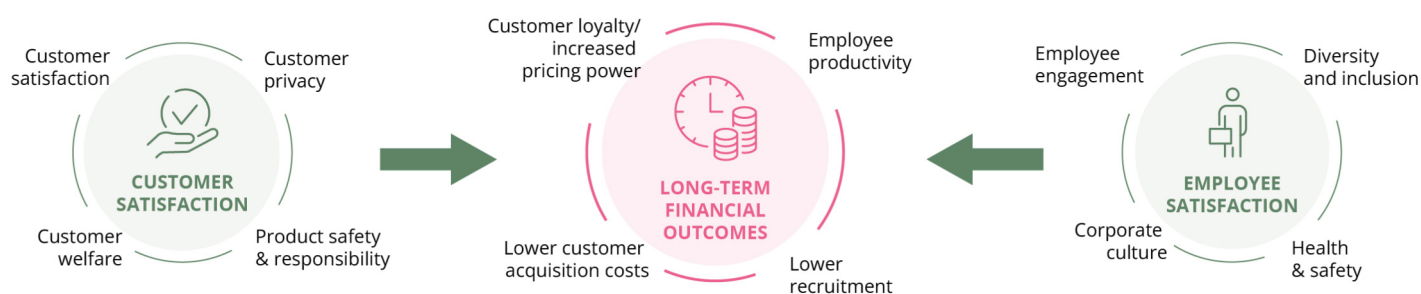 Customer
satisfaction
Customer
privacy
CUSTOMER
SATISFACTION
Customer
welfare
Product safety
& responsibility
Customer loyalty/
increased
pricing power
Employee
productivity
LONG-TERM
FINANCIAL
OUTCOMES
Lower customer
acquisition costs
Lower
recruitment
Employee
engagement
Diversity
and inclusion
EMPLOYEE
SATISFACTION
Corporate
culture
Health
& safety